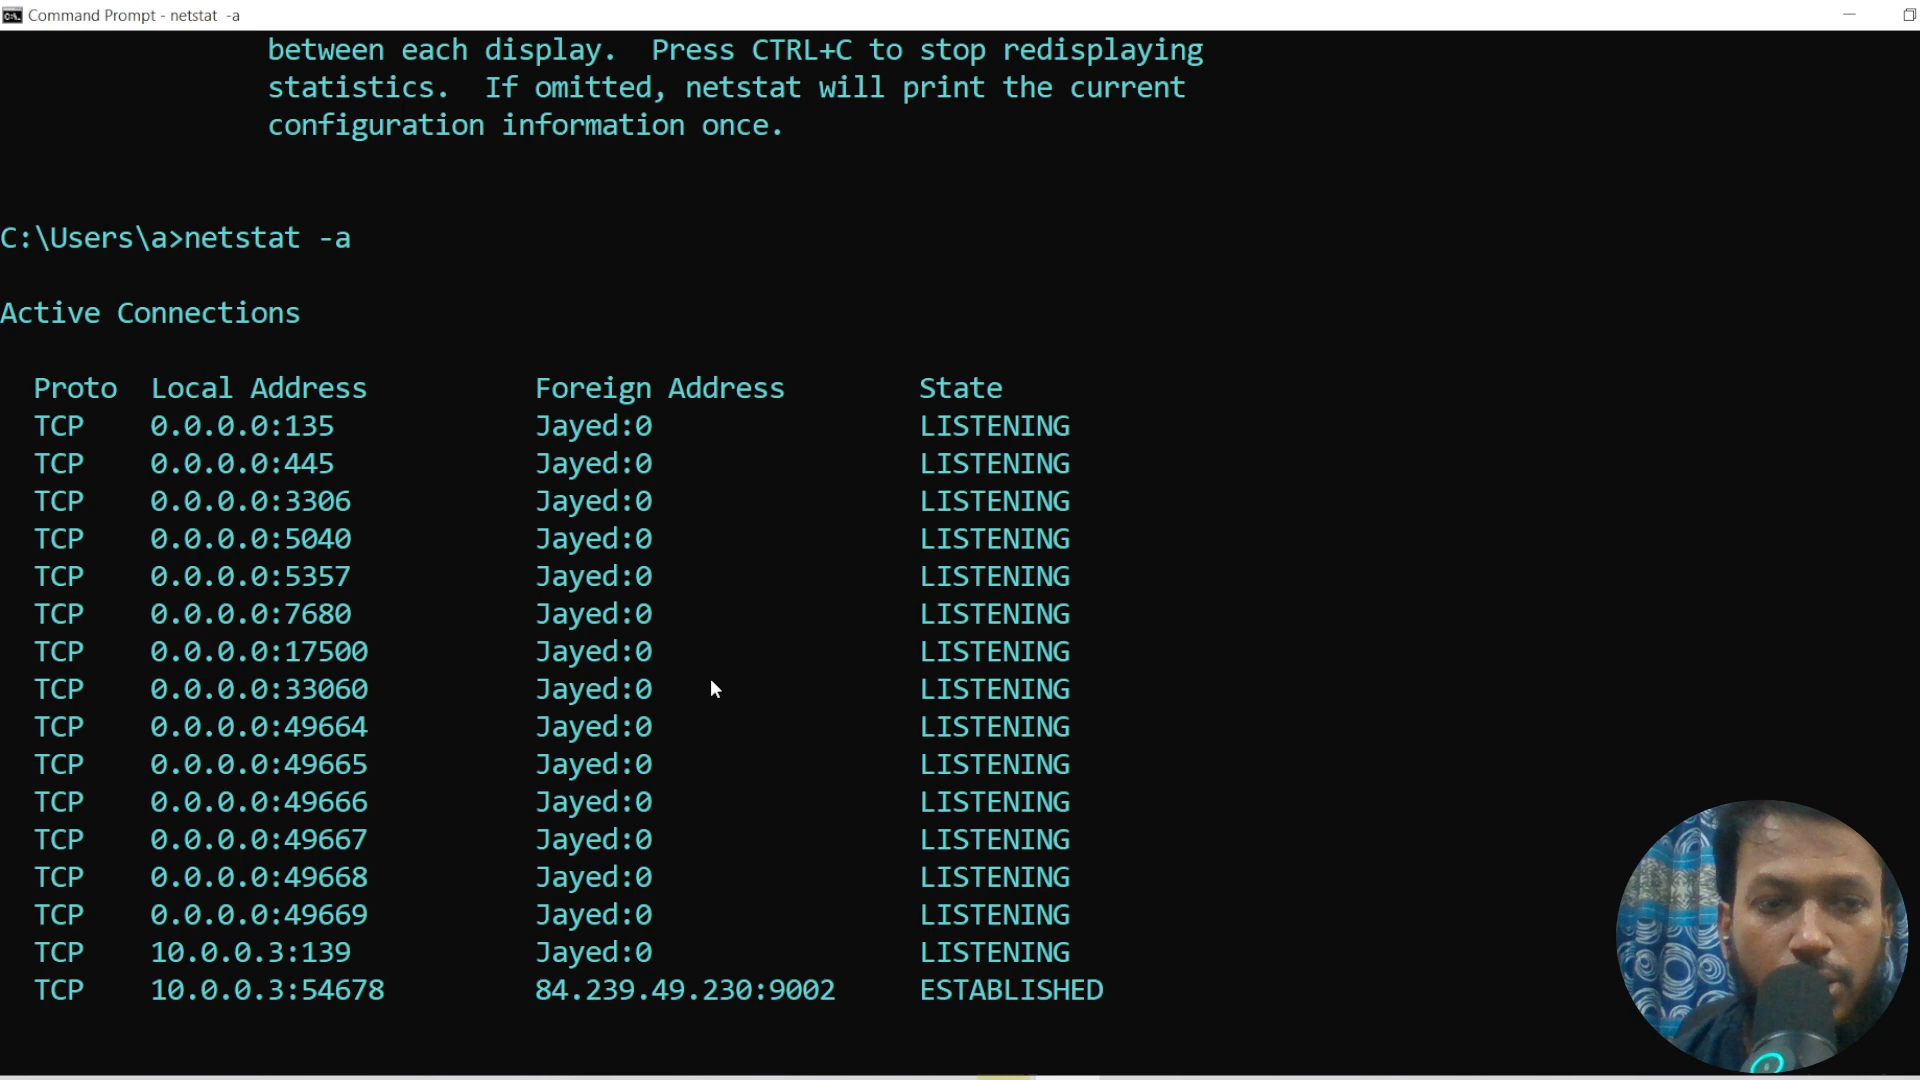 Command Prompt - netstat -a
between each display. Press CTRL+C to stop redisplaying
statistics. If omitted, netstat will print the current
configuration information once.
C:\Users\a>netstat -a
Active Connections
Proto Local Address Foreign Address State
TCP 0.0.0.0:135 Jayed:0 LISTENING
TCP 0.0.0.0:445 Jayed:0 LISTENING
TCP 0.0.0.0:3306 Jayed:0 LISTENING
TCP 0.0.0.0:5040 Jayed:0 LISTENING
TCP 0.0.0.0:5357 Jayed:0 LISTENING
TCP 0.0.0.0:7680 Jayed:0 LISTENING
TCP 0.0.0.0:17500 Jayed:0 LISTENING
TCP 0.0.0.0:33060 Jayed:0 LISTENING
TCP 0.0.0.0:49664 Jayed:0 LISTENING
TCP 0.0.0.0:49665 Jayed:0 LISTENING
TCP 0.0.0.0:49666 Jayed:0 LISTENING
TCP 0.0.0.0:49667 Jayed:0 LISTENING
TCP 0.0.0.0:49668 Jayed:0 LISTENING
TCP 0.0.0.0:49669 Jayed:0 LISTENING
TCP 10.0.0.3:139 Jayed:0 LISTENING
TCP 10.0.0.3:54678 84.239.49.230:9002 ESTABLISHED